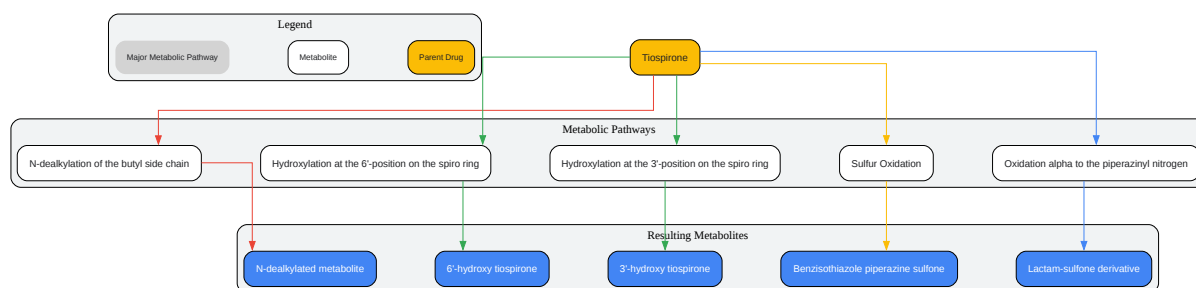 Legend
Major Metabolic Pathway
Metabolite
Parent Drug
Tiospirone
Metabolic Pathways
N-dealkylation of the butyl side chain
Hydroxylation at the 6'-position on the spiro ring
Hydroxylation at the 3'-position on the spiro ring
Sulfur Oxidation
Oxidation alpha to the piperazinyl nitrogen
Resulting Metabolites
N-dealkylated metabolite
6'-hydroxy tiospirone
3'-hydroxy tiospirone
Benzisothiazole piperazine sulfone
Lactam-sulfone derivative